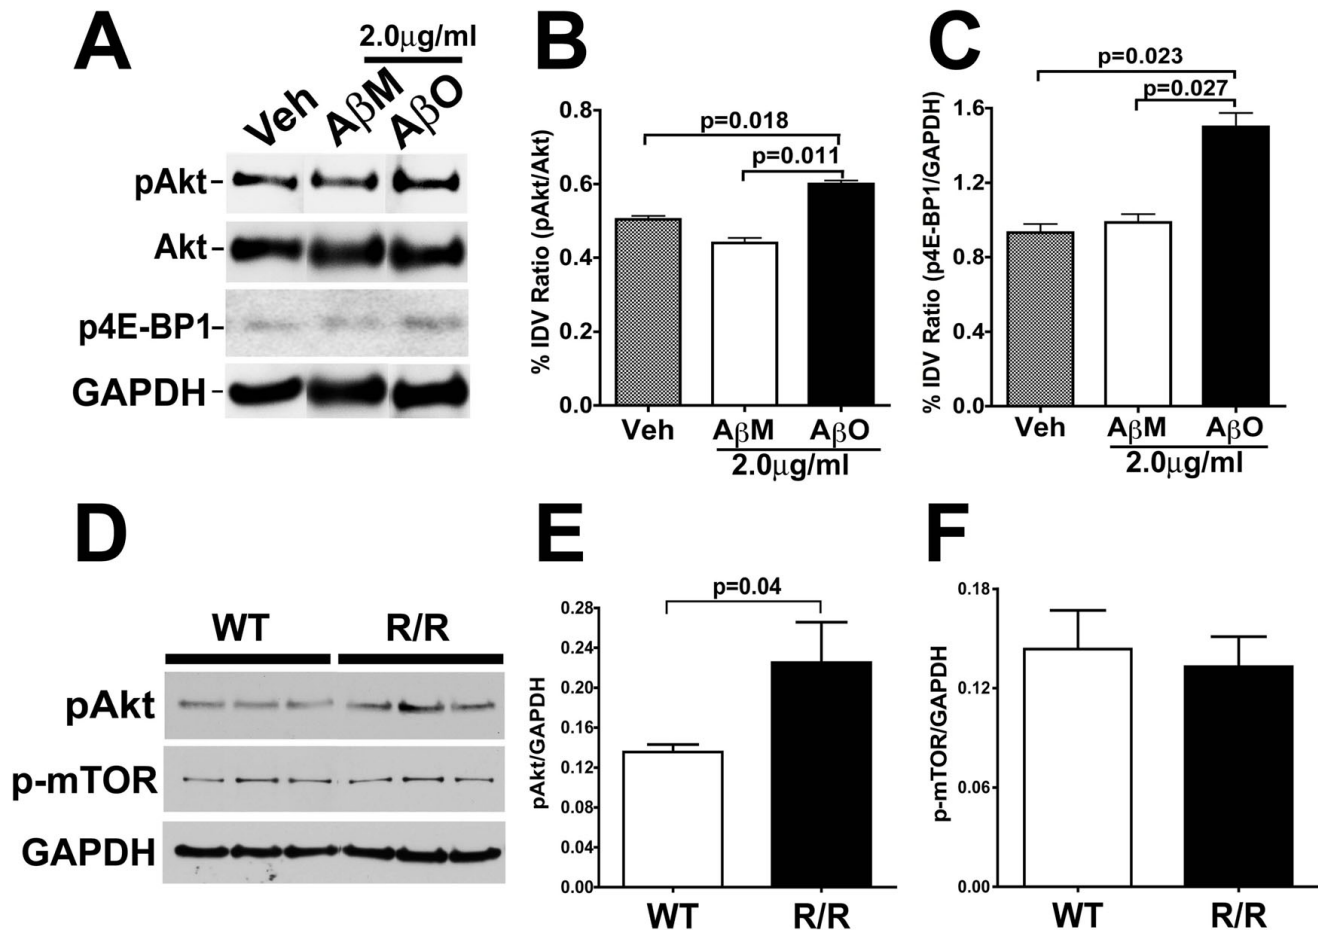 A
2.0μg/ml
Veh
AβM
AβO
pAkt
Akt
p4E-BP1
GAPDH
B
% IDV Ratio (pAkt/Akt)
p=0.018
p=0.011
0.8
0.6
0.4
0.2
0.0
Veh
AβM
AβO
2.0μg/ml
C
% IDV Ratio (p4E-BP1/GAPDH)
p=0.023
p=0.027
1.6
1.2
0.8
0.4
0.0
Veh
AβM
AβO
2.0μg/ml
D
WT
R/R
pAkt
p-mTOR
GAPDH
E
pAkt/GAPDH
p=0.04
0.28
0.24
0.20
0.16
0.12
0.08
0.04
0.00
WT
R/R
F
p-mTOR/GAPDH
0.18
0.12
0.06
0.00
WT
R/R